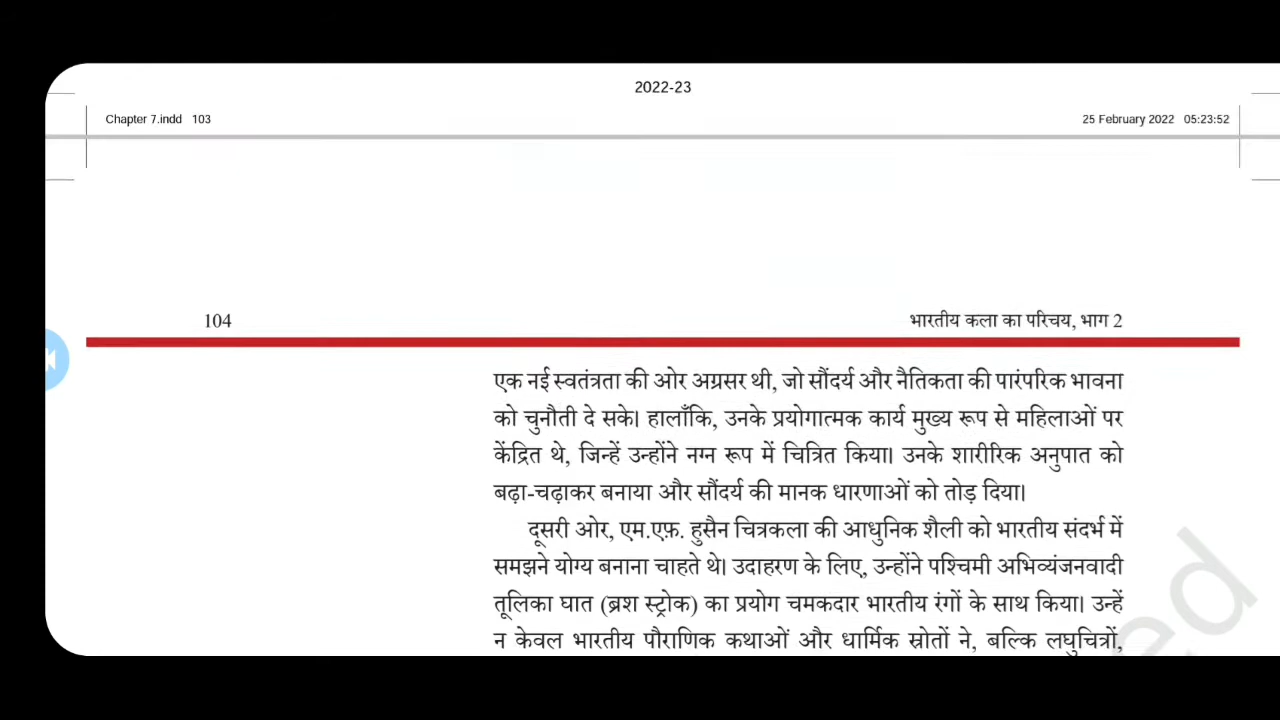 2022-23
Chapter 7.indd 103
25 February 2022 05:23:52
104
भारतीय कला का परिचय, भाग 2
एक नई स्वतंत्रता की ओर अग्रसर थी, जो सौंदर्य और नैतिकता की पारंपरिक भावना
को चुनौती दे सके। हालाँकि, उनके प्रयोगात्मक कार्य मुख्य रूप से महिलाओं पर
केंद्रित थे, जिन्हें उन्होंने नग्न रूप में चित्रित किया। उनके शारीरिक अनुपात को
बढ़ा-चढ़ाकर बनाया और सौंदर्य की मानक धारणाओं को तोड़ दिया।
दूसरी ओर, एम.एफ़. हुसैन चित्रकला की आधुनिक शैली को भारतीय संदर्भ में
समझने योग्य बनाना चाहते थे। उदाहरण के लिए, उन्होंने पश्चिमी अभिव्यंजनवादी
तूलिका घात (ब्रश स्ट्रोक) का प्रयोग चमकदार भारतीय रंगों के साथ किया। उन्हें
न केवल भारतीय पौराणिक कथाओं और धार्मिक स्रोतों ने, बल्कि लघुचित्रों,